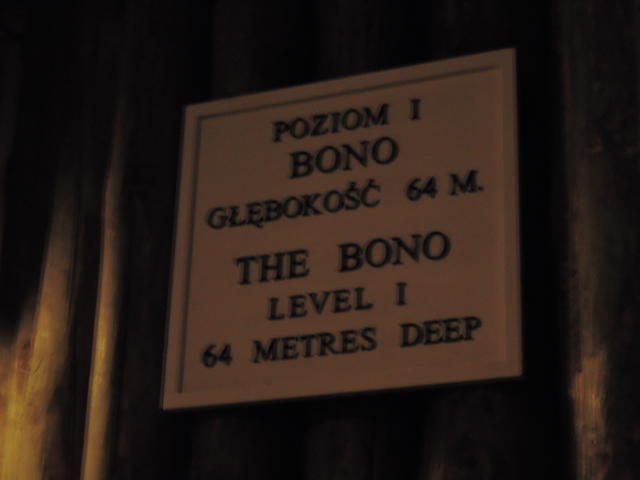 POZIOM I
BONO
GŁĘBOKOŚĆ 64 M.
THE BONO
LEVEL I
64 METRES DEEP